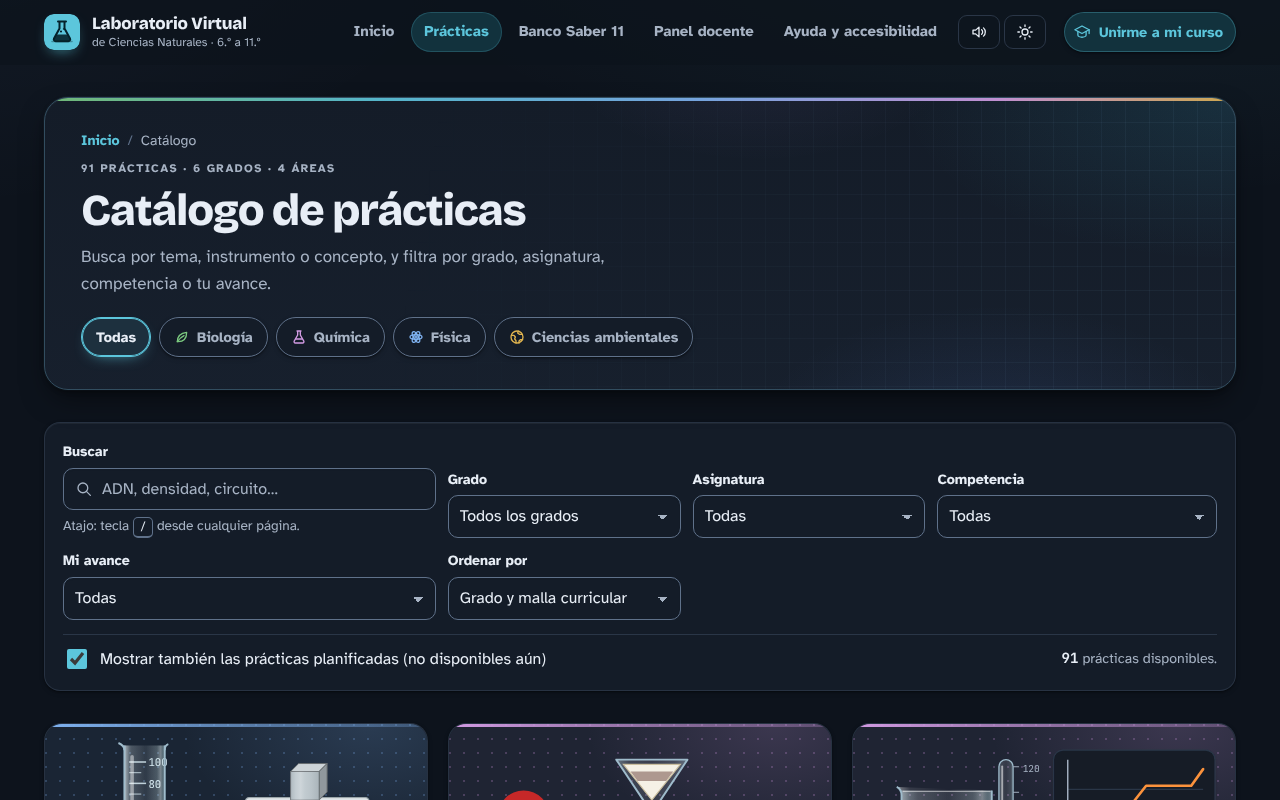 Laboratorio Virtual
de Ciencias Naturales · 6.° a 11.°
Inicio
Prácticas
Banco Saber 11
Panel docente
Ayuda y accesibilidad
Unirme a mi curso
Inicio / Catálogo
91 PRÁCTICAS · 6 GRADOS · 4 ÁREAS
Catálogo de prácticas
Busca por tema, instrumento o concepto, y filtra por grado, asignatura,
competencia o tu avance.
Todas
Biología
Química
Física
Ciencias ambientales
Buscar
ADN, densidad, circuito...
Atajo: tecla / desde cualquier página.
Grado
Todos los grados
Asignatura
Todas
Competencia
Todas
Mi avance
Todas
Ordenar por
Grado y malla curricular
Mostrar también las prácticas planificadas (no disponibles aún)
91 prácticas disponibles.
100
80
120